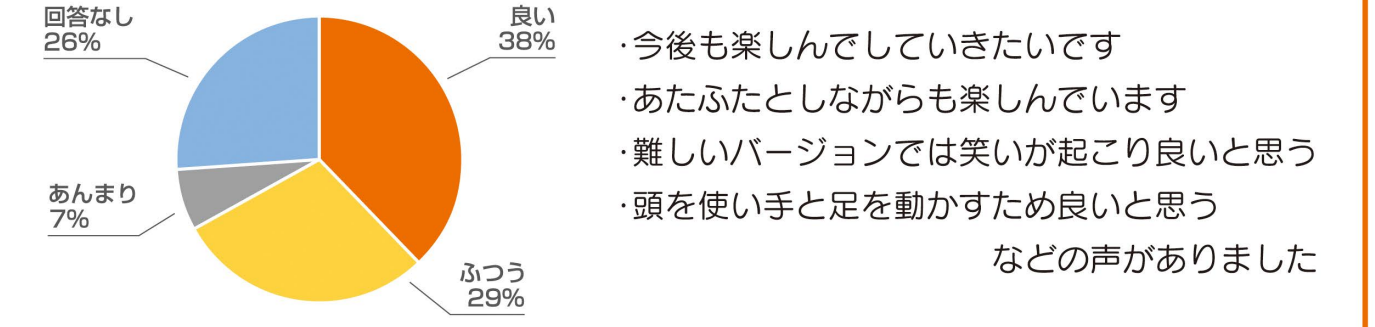 回答なし
26%
良い
38%
あんまり
7%
ふつう
29%
・今後も楽しんでしていきたいです
・あたふたとしながらも楽しんでいます
・難しいバージョンでは笑いが起こり良いと思う
・頭を使い手と足を動かすため良いと思う
などの声がありました